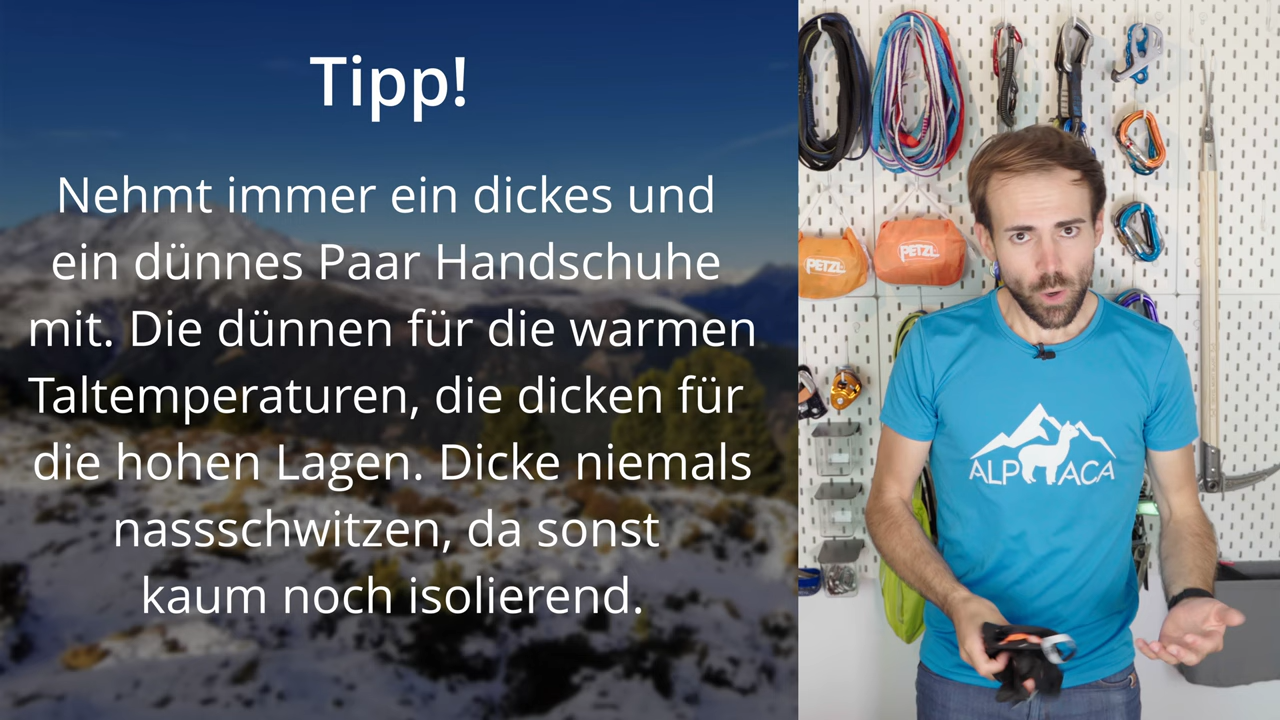 Tipp!
Nehmt immer ein dickes und
ein dünnes Paar Handschuhe
mit. Die dünnen für die warmen
Taltemperaturen, die dicken für
die hohen Lagen. Dicke niemals
nassschwitzen, da sonst
kaum noch isolierend.
PETZL
PETZL
ALPACA